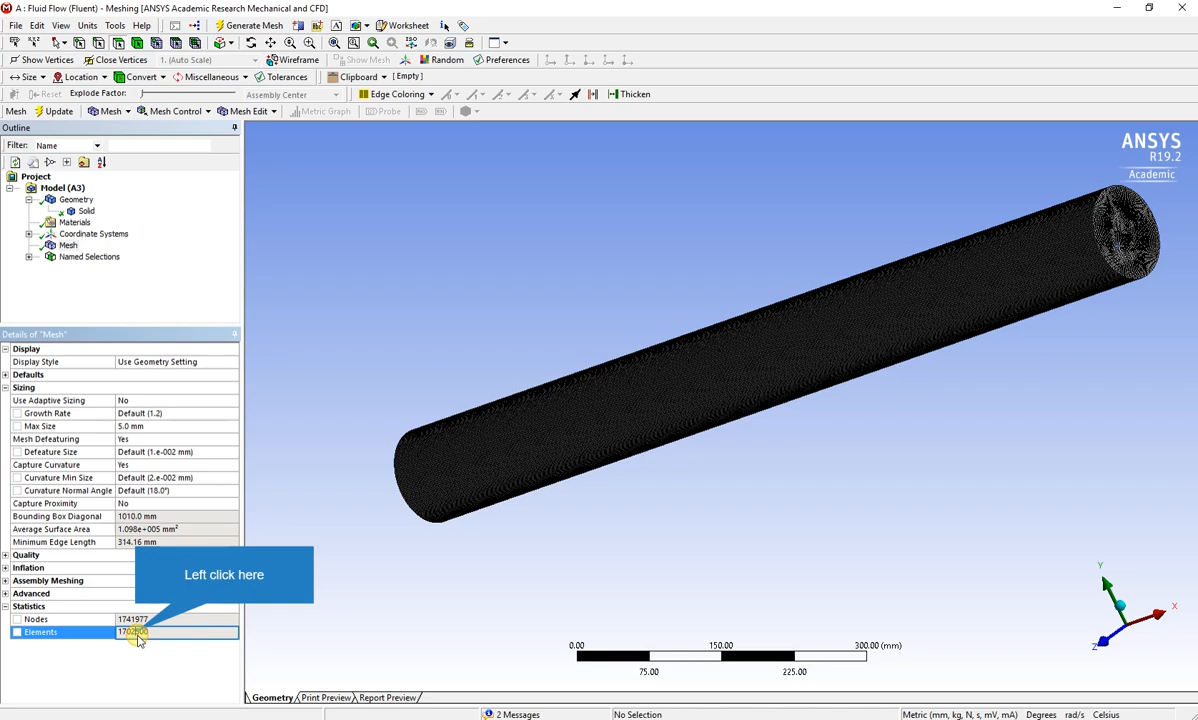 A : Fluid Flow (Fluent) - Meshing [ANSYS Academic Research Mechanical and CFD]
File Edit View Units Tools Help Generate Mesh Worksheet
Show Vertices Close Vertices 1. (Auto Scale) Wireframe Show Mesh Random Preferences
Size Location Convert Miscellaneous Tolerances Clipboard [Empty]
Reset Explode Factor: Assembly Center Edge Coloring Thicken
Mesh Update Mesh Mesh Control Mesh Edit Metric Graph Probe
Outline
Filter: Name
Project
Model (A3)
Geometry
Solid
Materials
Coordinate Systems
Mesh
Named Selections
Details of "Mesh"
Display
Display Style Use Geometry Setting
Defaults
Sizing
Use Adaptive Sizing No
Growth Rate Default (1.2)
Max Size 5.0 mm
Mesh Defeaturing Yes
Defeature Size Default (1.e-002 mm)
Capture Curvature Yes
Curvature Min Size Default (2.e-002 mm)
Curvature Normal Angle Default (18.0°)
Capture Proximity No
Bounding Box Diagonal 1010.0 mm
Average Surface Area 1.098e+005 mm²
Minimum Edge Length 314.16 mm
Quality
Inflation
Assembly Meshing
Advanced
Statistics
Nodes 1741977
Elements
Left click here
ANSYS
R19.2
Academic
0.00 150.00 300.00 (mm)
75.00 225.00
Y
X
Z
Geometry Print Preview Report Preview
2 Messages No Selection Metric (mm, kg, N, s, mV, mA) Degrees rad/s Celsius